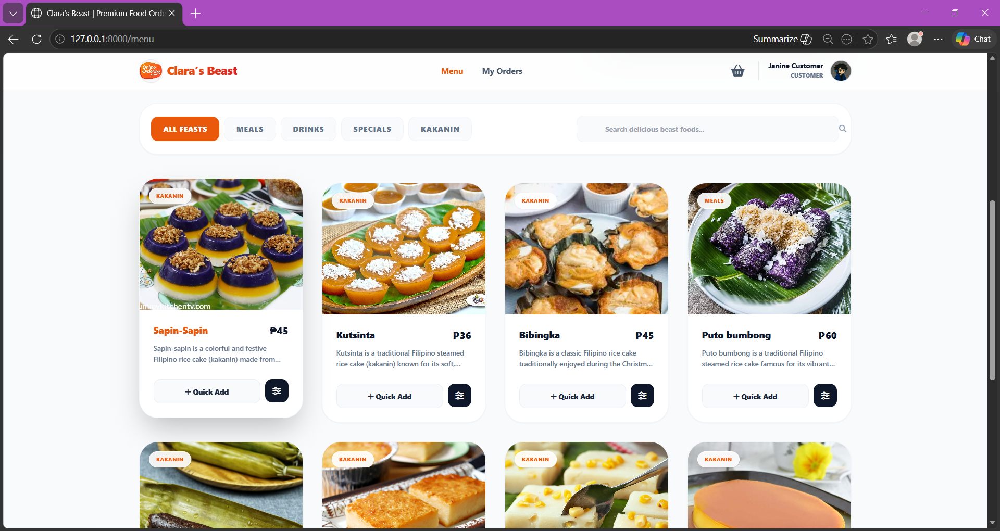 Clara's Beast | Premium Food Orde
127.0.0.1:8000/menu
Summarize
Chat
Online
Ordering
.com
Clara's Beast
Menu
My Orders
Janine Customer
CUSTOMER
ALL FEASTS
MEALS
DRINKS
SPECIALS
KAKANIN
Search delicious beast foods...
KAKANIN
KAKANIN
KAKANIN
MEALS
ummykitchentv.com
Sapin-Sapin
₱45
Sapin-sapin is a colorful and festive
Filipino rice cake (kakanin) made from...
+ Quick Add
Kutsinta
₱36
Kutsinta is a traditional Filipino steamed
rice cake (kakanin) known for its soft,...
+ Quick Add
Bibingka
₱45
Bibingka is a classic Filipino rice cake
traditionally enjoyed during the Christm...
+ Quick Add
Puto bumbong
₱60
Puto bumbong is a traditional Filipino
steamed rice cake famous for its vibrant...
+ Quick Add
KAKANIN
KAKANIN
KAKANIN
KAKANIN